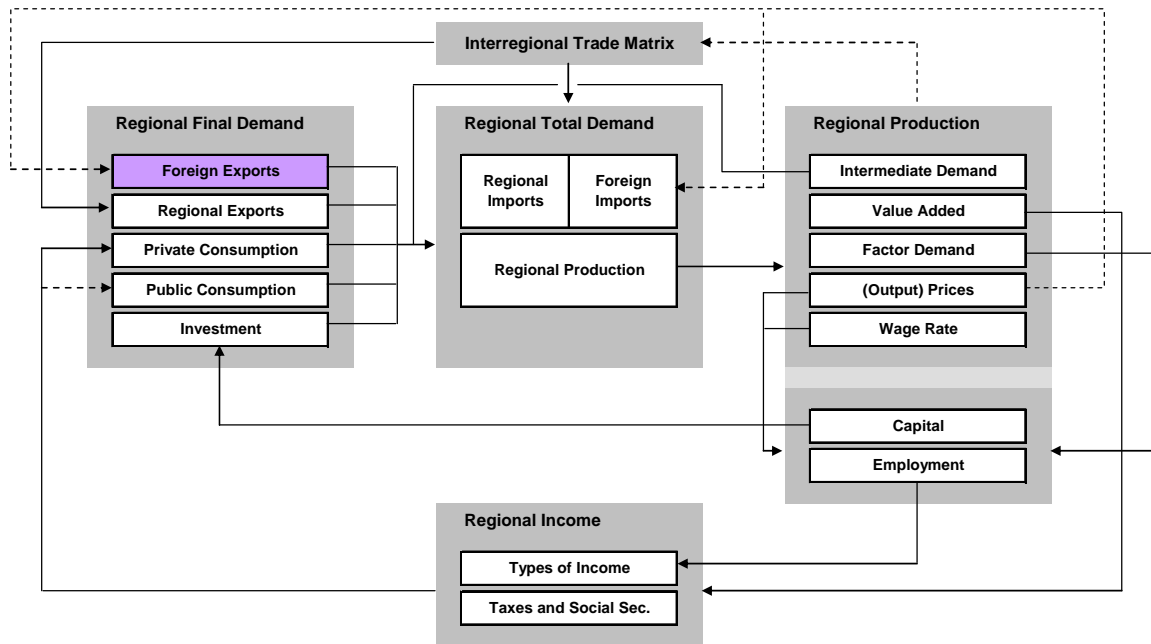 Interregional Trade Matrix
Regional Final Demand
Foreign Exports
Regional Exports
Private Consumption
Public Consumption
Investment
Regional Total Demand
Regional
Imports
Foreign
Imports
Regional Production
Regional Production
Intermediate Demand
Value Added
Factor Demand
(Output) Prices
Wage Rate
Capital
Employment
Regional Income
Types of Income
Taxes and Social Sec.